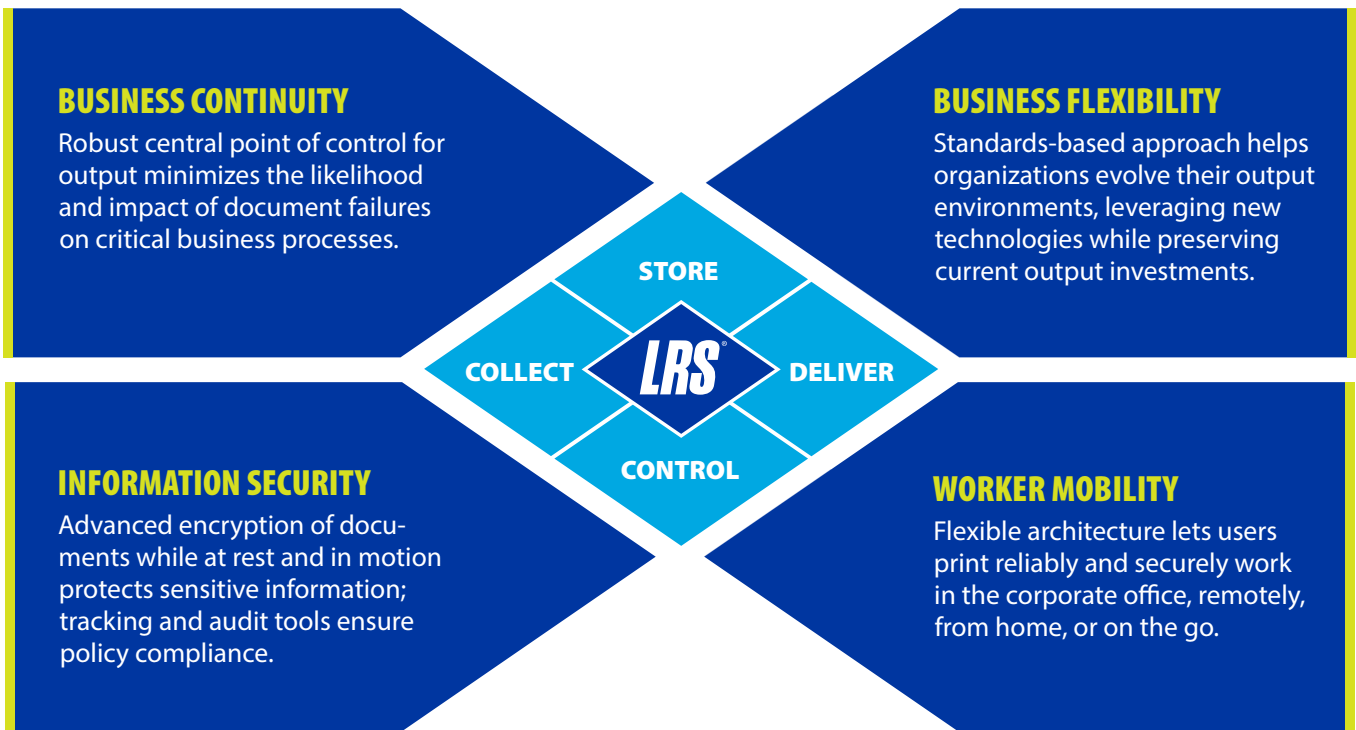 BUSINESS CONTINUITY
Robust central point of control for
output minimizes the likelihood
and impact of document failures
on critical business processes.
BUSINESS FLEXIBILITY
Standards-based approach helps
organizations evolve their output
environments, leveraging new
technologies while preserving
current output investments.
STORE
COLLECT
LRS®
DELIVER
CONTROL
INFORMATION SECURITY
Advanced encryption of docu-
ments while at rest and in motion
protects sensitive information;
tracking and audit tools ensure
policy compliance.
WORKER MOBILITY
Flexible architecture lets users
print reliably and securely work
in the corporate office, remotely,
from home, or on the go.